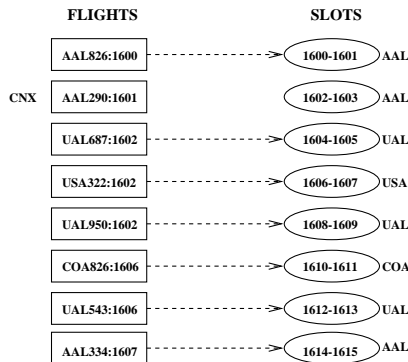 FLIGHTS SLOTS
AAL826:1600 1600-1601 AAL
CNX AAL290:1601 1602-1603 AAL
UAL687:1602 1604-1605 UAL
USA322:1602 1606-1607 USA
UAL950:1602 1608-1609 UAL
COA826:1606 1610-1611 COA
UAL543:1606 1612-1613 UAL
AAL334:1607 1614-1615 AAL